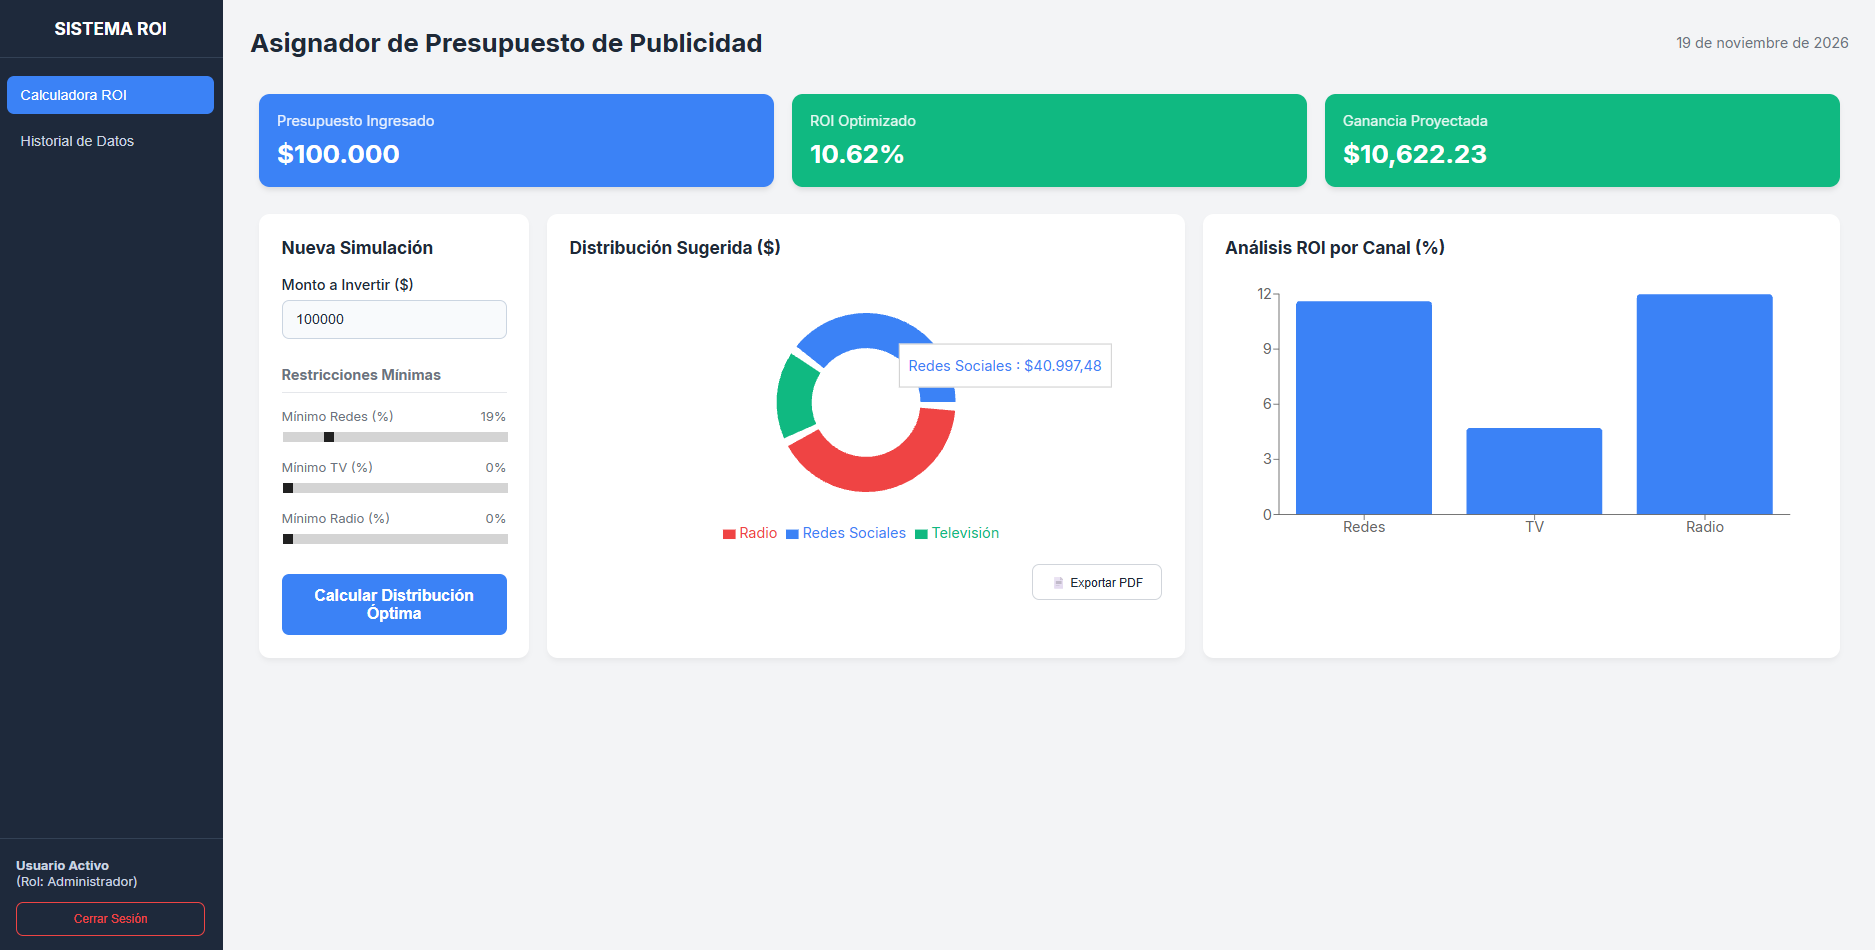 SISTEMA ROI
Calculadora ROI
Historial de Datos
Usuario Activo
(Rol: Administrador)
Cerrar Sesión
Asignador de Presupuesto de Publicidad
19 de noviembre de 2026
Presupuesto Ingresado
$100.000
ROI Optimizado
10.62%
Ganancia Proyectada
$10,622.23
Nueva Simulación
Monto a Invertir ($)
100000
Restricciones Mínimas
Mínimo Redes (%) 19%
Mínimo TV (%) 0%
Mínimo Radio (%) 0%
Calcular Distribución
Óptima
Distribución Sugerida ($)
Redes Sociales : $40.997,48
Radio Redes Sociales Televisión
Exportar PDF
Análisis ROI por Canal (%)
12
9
6
3
0
Redes TV Radio